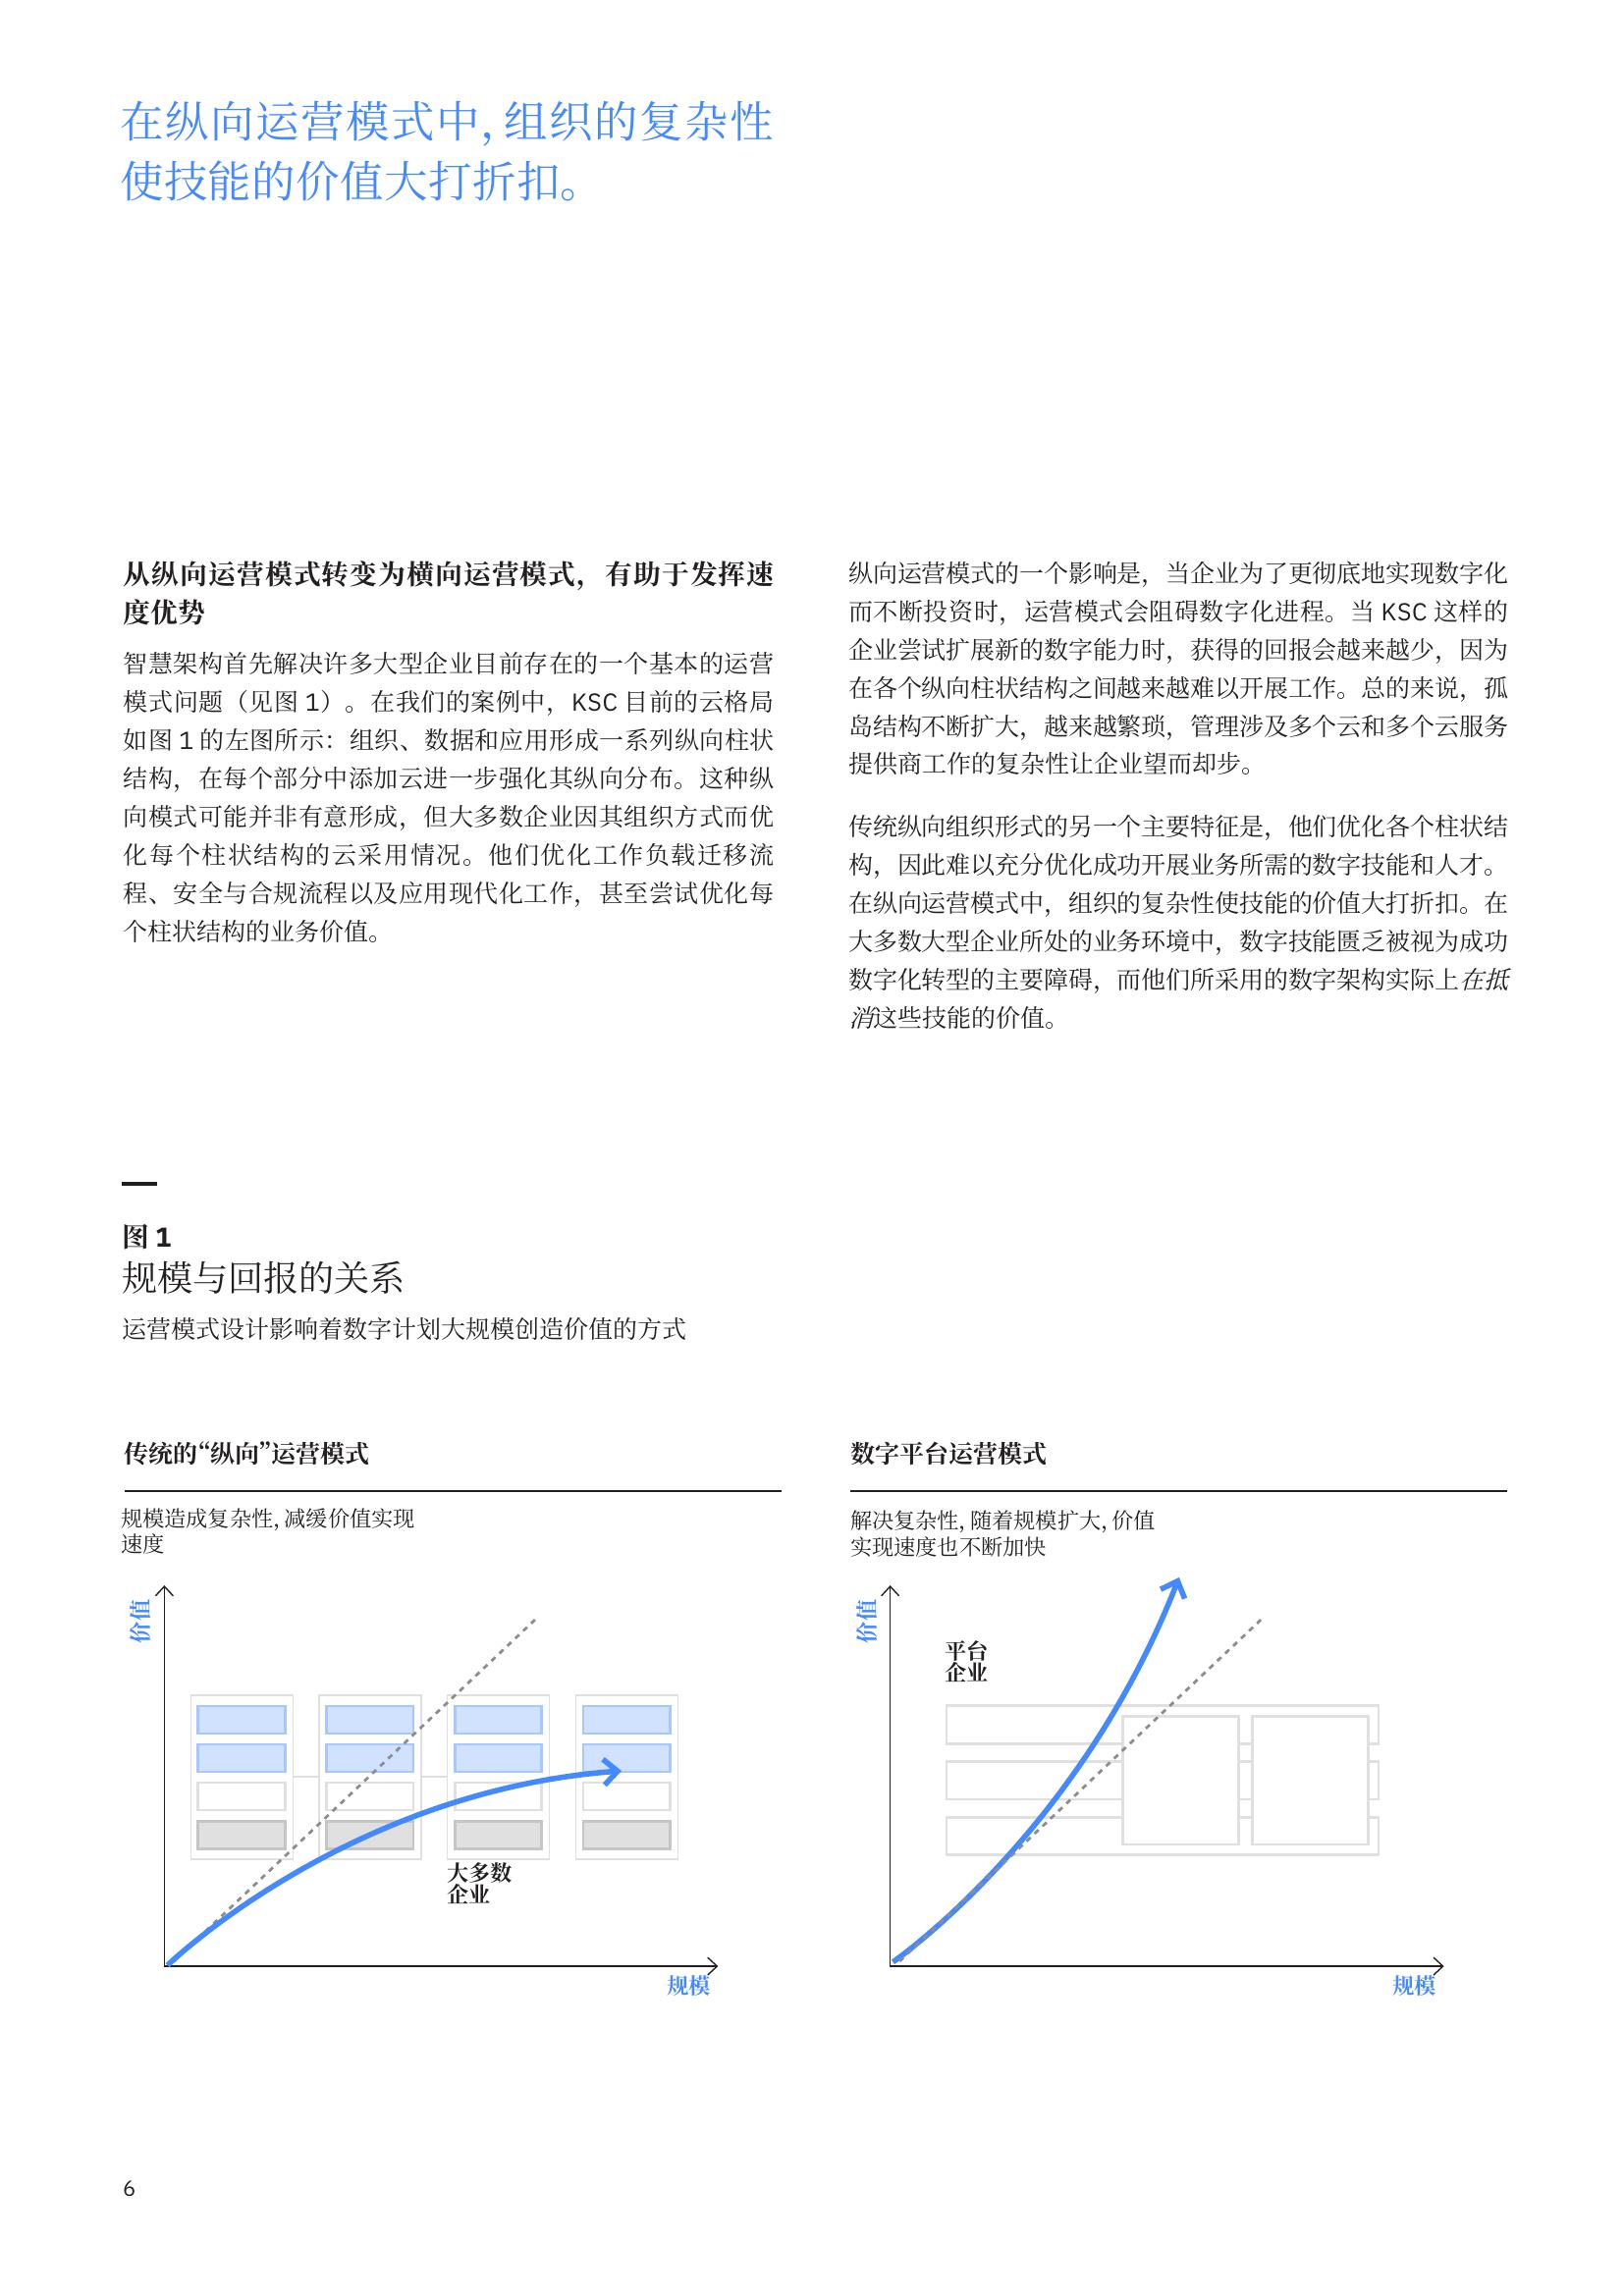 在纵向运营模式中, 组织的复杂性
使技能的价值大打折扣。
从纵向运营模式转变为横向运营模式，有助于发挥速
度优势
智慧架构首先解决许多大型企业目前存在的一个基本的运营
模式问题（见图 1）。在我们的案例中，KSC 目前的云格局
如图 1 的左图所示：组织、数据和应用形成一系列纵向柱状
结构，在每个部分中添加云进一步强化其纵向分布。这种纵
向模式可能并非有意形成，但大多数企业因其组织方式而优
化每个柱状结构的云采用情况。他们优化工作负载迁移流
程、安全与合规流程以及应用现代化工作，甚至尝试优化每
个柱状结构的业务价值。
纵向运营模式的一个影响是，当企业为了更彻底地实现数字化
而不断投资时，运营模式会阻碍数字化进程。当 KSC 这样的
企业尝试扩展新的数字能力时，获得的回报会越来越少，因为
在各个纵向柱状结构之间越来越难以开展工作。总的来说，孤
岛结构不断扩大，越来越繁琐，管理涉及多个云和多个云服务
提供商工作的复杂性让企业望而却步。
传统纵向组织形式的另一个主要特征是，他们优化各个柱状结
构，因此难以充分优化成功开展业务所需的数字技能和人才。
在纵向运营模式中，组织的复杂性使技能的价值大打折扣。在
大多数大型企业所处的业务环境中，数字技能匮乏被视为成功
数字化转型的主要障碍，而他们所采用的数字架构实际上在抵
消这些技能的价值。
图 1
规模与回报的关系
运营模式设计影响着数字计划大规模创造价值的方式
传统的“纵向”运营模式
规模造成复杂性, 减缓价值实现
速度
价值
大多数
企业
规模
数字平台运营模式
解决复杂性, 随着规模扩大, 价值
实现速度也不断加快
价值
平台
企业
规模
6